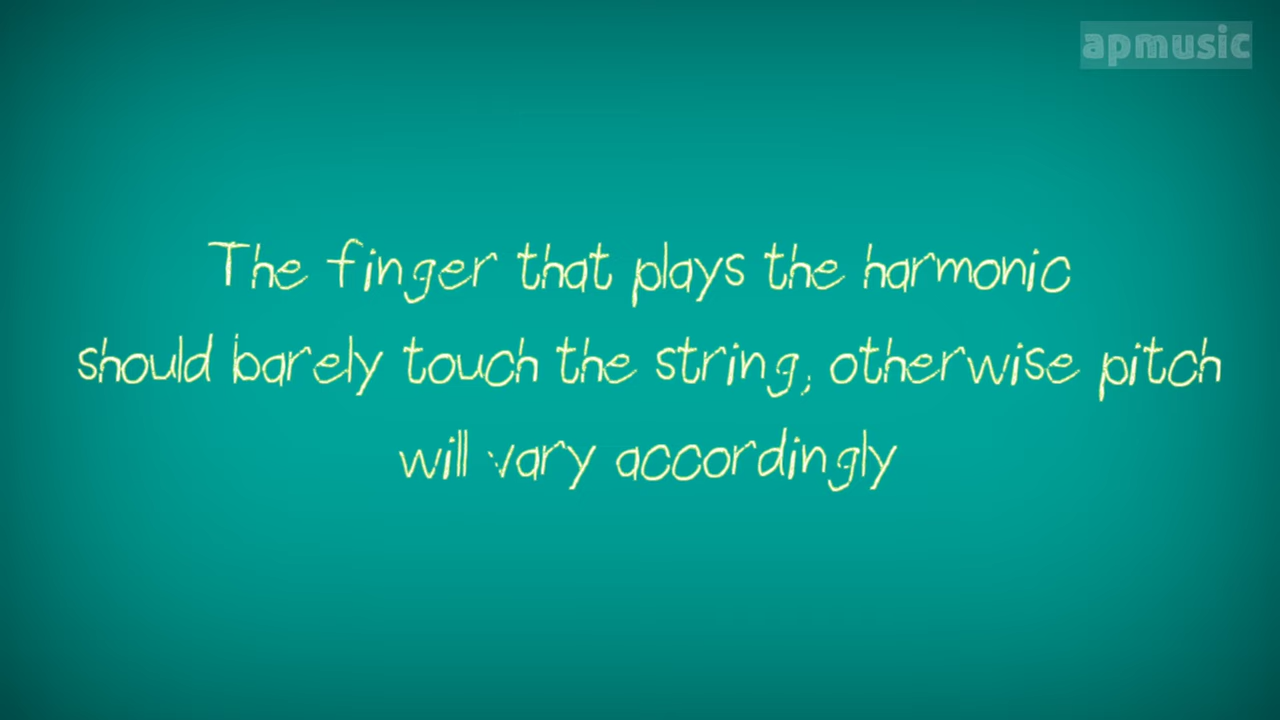 apmusic
The finger that plays the harmonic
should barely touch the string, otherwise pitch
will vary accordingly